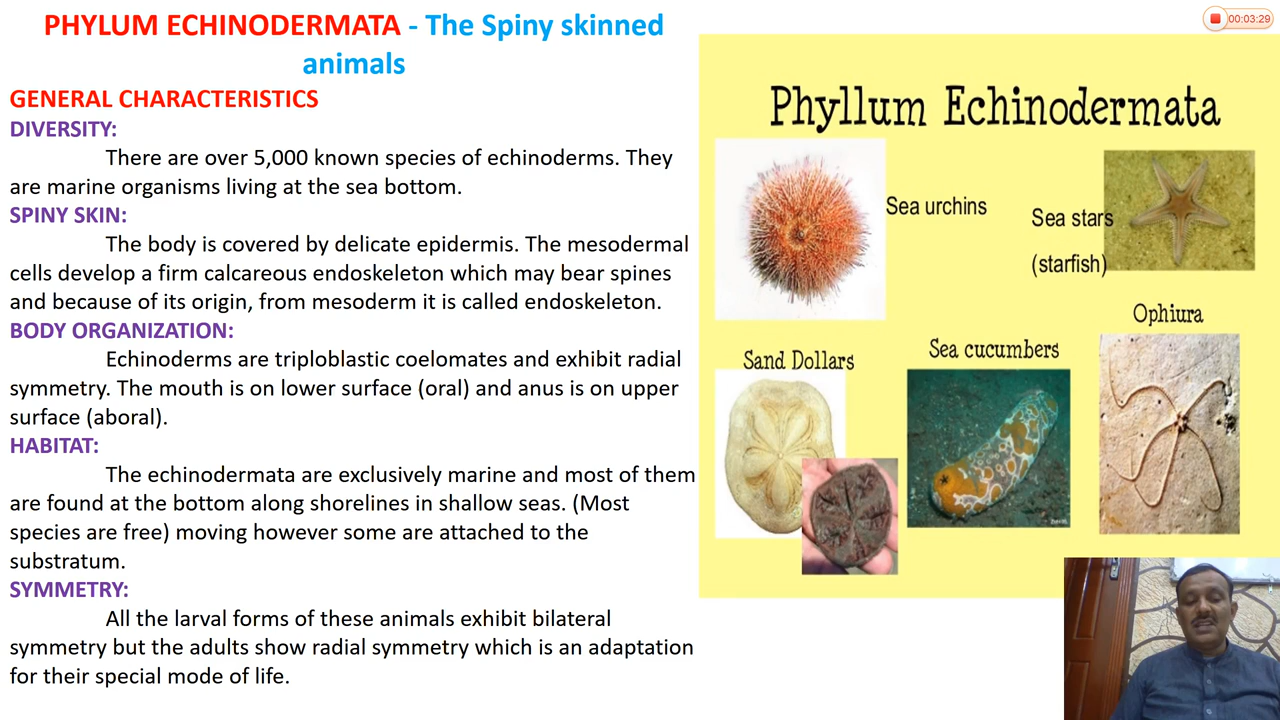 PHYLUM ECHINODERMATA - The Spiny skinned
animals
GENERAL CHARACTERISTICS
DIVERSITY:
There are over 5,000 known species of echinoderms. They
are marine organisms living at the sea bottom.
SPINY SKIN:
The body is covered by delicate epidermis. The mesodermal
cells develop a firm calcareous endoskeleton which may bear spines
and because of its origin, from mesoderm it is called endoskeleton.
BODY ORGANIZATION:
Echinoderms are triploblastic coelomates and exhibit radial
symmetry. The mouth is on lower surface (oral) and anus is on upper
surface (aboral).
HABITAT:
The echinodermata are exclusively marine and most of them
are found at the bottom along shorelines in shallow seas. (Most
species are free) moving however some are attached to the
substratum.
SYMMETRY:
All the larval forms of these animals exhibit bilateral
symmetry but the adults show radial symmetry which is an adaptation
for their special mode of life.
00:03:29
Phyllum Echinodermata
Sea urchins
Sea stars
(starfish)
Ophiura
Sea cucumbers
Sand Dollars